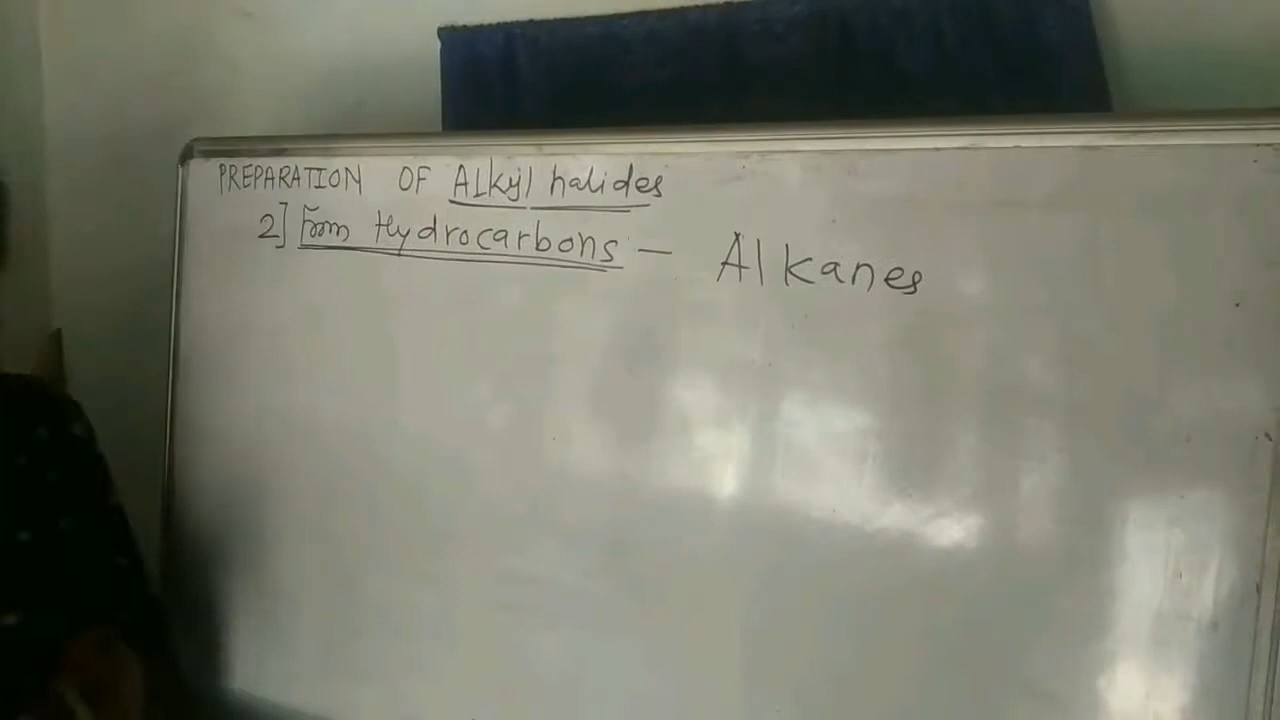 PREPARATION OF Alkyl halides
2] From Hydrocarbons — Alkanes